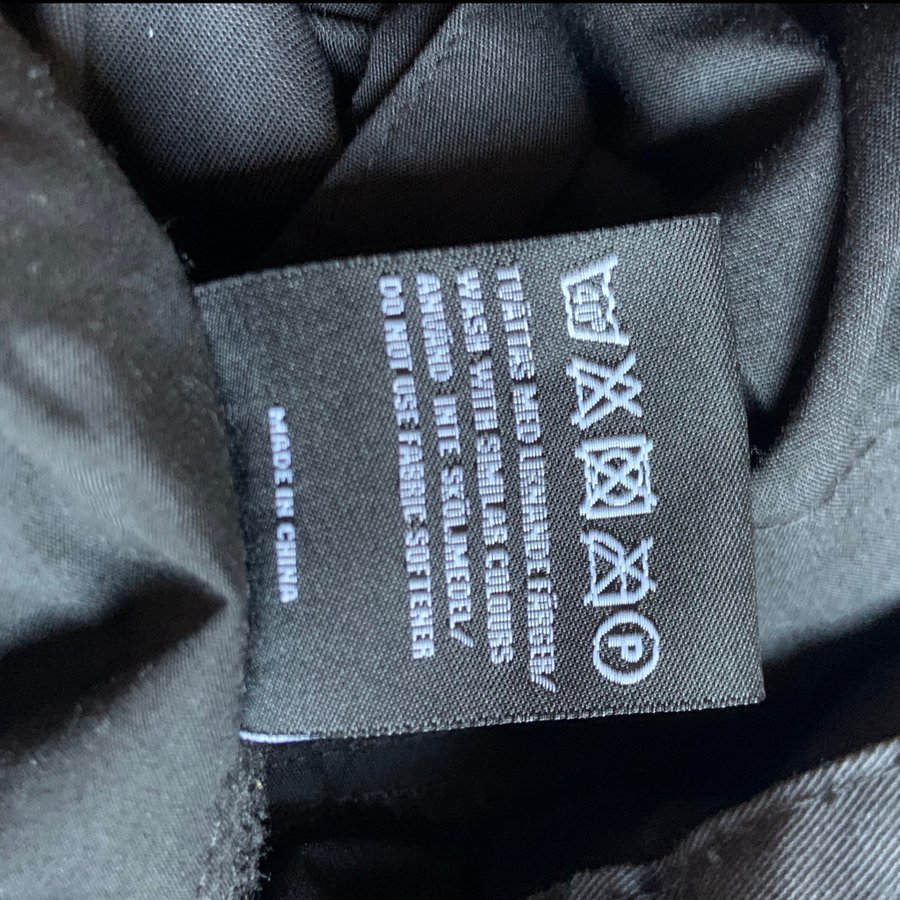 40
P
TVÄTTAS MED LIKNANDE FÄRGER/
WASH WITH SIMILAR COLOURS
ANVÄND INTE SKÖLJMEDEL/
DO NOT USE FABRIC SOFTENER
MADE IN CHINA